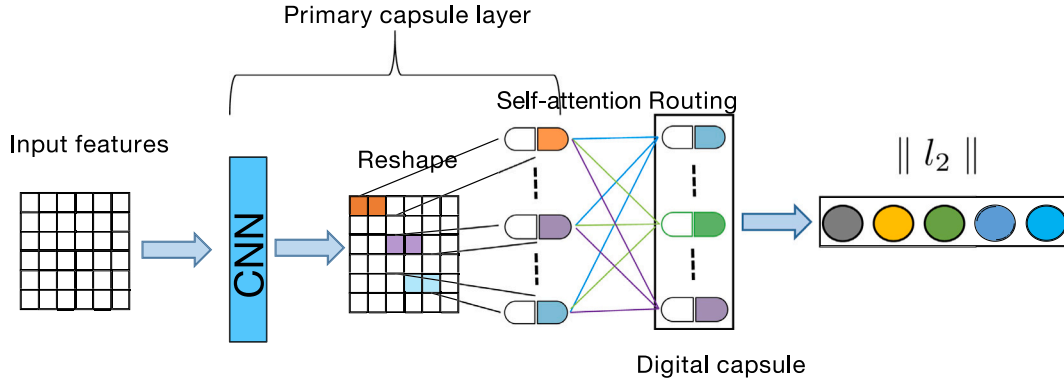 Primary capsule layer
Self-attention Routing
Input features
Reshape
CNN
‖ l₂ ‖
Digital capsule